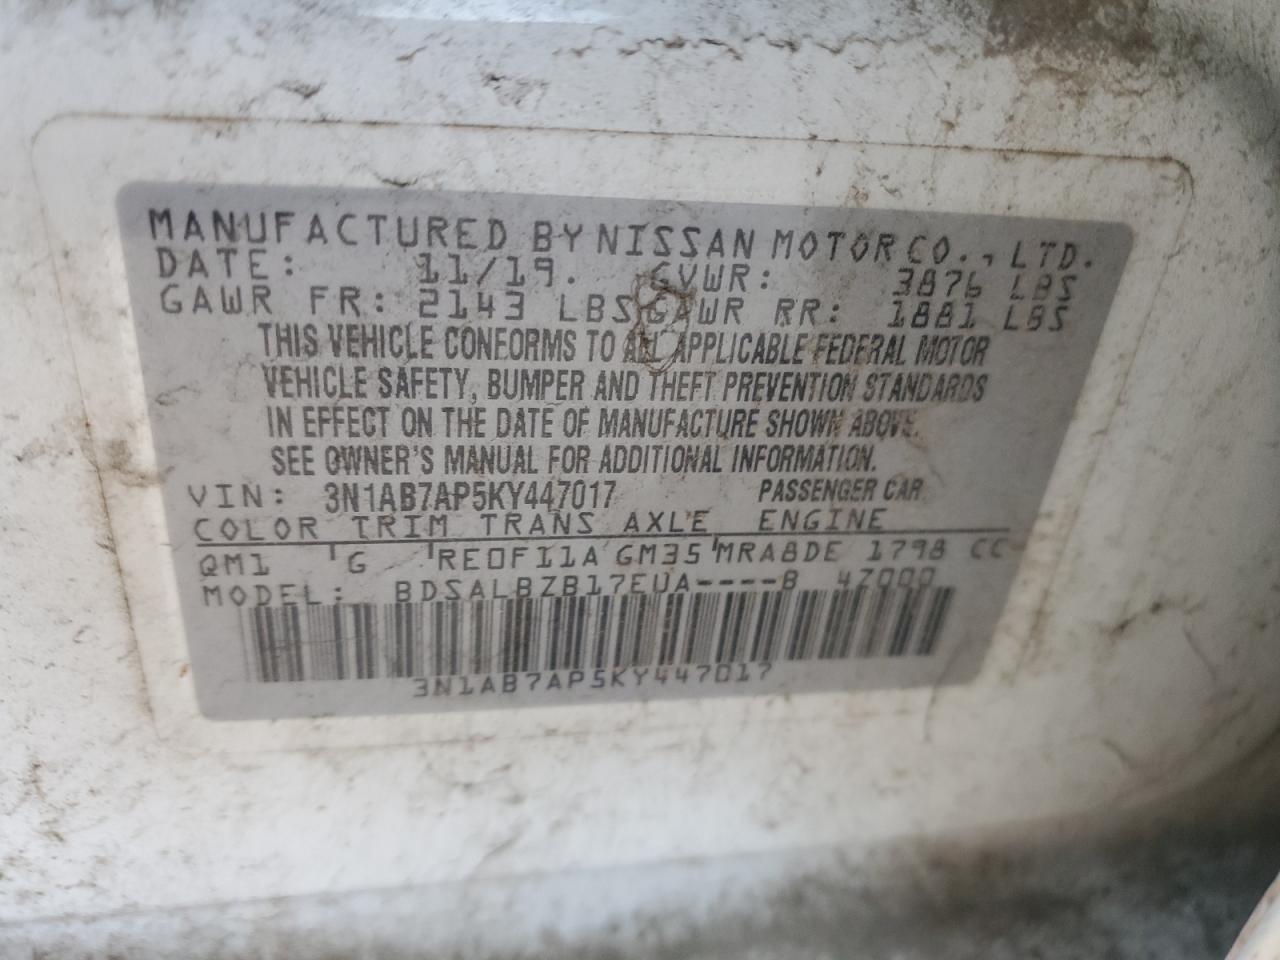 MANUFACTURED BY NISSAN MOTOR CO., LTD.
DATE: 11/19. GVWR: 3876 LBS
GAWR FR: 2143 LBS GAWR RR: 1881 LBS
THIS VEHICLE CONFORMS TO ALL APPLICABLE FEDERAL MOTOR
VEHICLE SAFETY, BUMPER AND THEFT PREVENTION STANDARDS
IN EFFECT ON THE DATE OF MANUFACTURE SHOWN ABOVE.
SEE OWNER'S MANUAL FOR ADDITIONAL INFORMATION.
VIN: 3N1AB7AP5KY447017 PASSENGER CAR
COLOR TRIM TRANS AXLE ENGINE
QM1 G RE0F11A GM35 MRA8DE 1798 CC
MODEL: BDSALBZB17EUA----B 4Z000
3N1AB7AP5KY447017